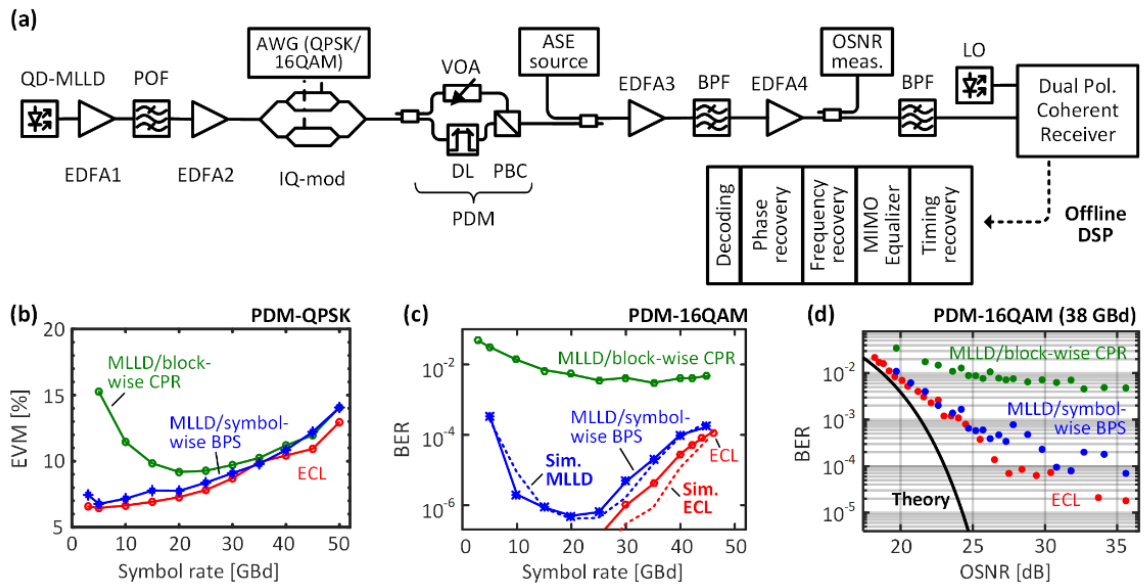 (a)
AWG (QPSK/
16QAM)
ASE
source
OSNR
meas.
LO
QD-MLLD
POF
VOA
EDFA3
BPF
EDFA4
BPF
Dual Pol.
Coherent
Receiver
EDFA1
EDFA2
IQ-mod
DL
PBC
PDM
Decoding
Phase
recovery
Frequency
recovery
MIMO
Equalizer
Timing
recovery
Offline
DSP
(b)
PDM-QPSK
20
15
10
5
EVM [%]
MLLD/block-
wise CPR
MLLD/symbol-
wise BPS
ECL
0 10 20 30 40 50
Symbol rate [GBd]
(c)
PDM-16QAM
10-2
10-4
10-6
BER
MLLD/block-wise CPR
MLLD/symbol-
wise BPS
Sim.
MLLD
ECL
Sim.
ECL
0 10 20 30 40 50
Symbol rate [GBd]
(d)
PDM-16QAM (38 GBd)
10-2
10-3
10-4
10-5
BER
MLLD/block-wise CPR
MLLD/symbol-
wise BPS
Theory
ECL
20 25 30 35
OSNR [dB]